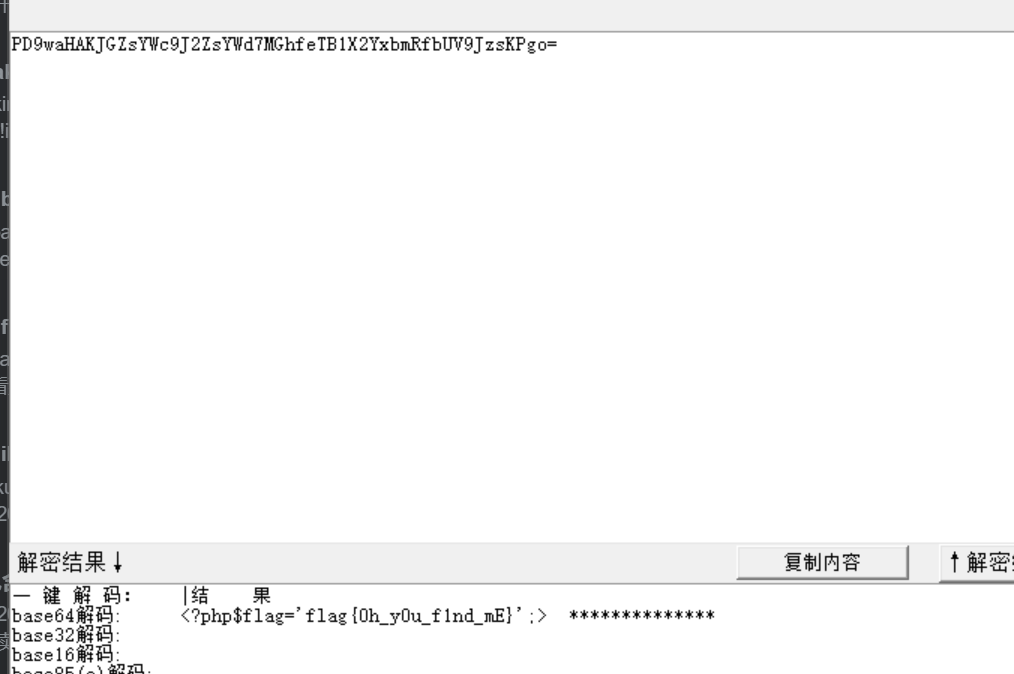 PD9waHAKJGZsYWc9J2ZsYWd7MGhfeTB1X2YxbmRfbUV9JzsKPgo=
解密结果↓
复制内容
↑解密
一 键 解 码: |结 果
base64解码: <?php$flag='flag{0h_y0u_f1nd_mE}';> **************
base32解码:
base16解码: